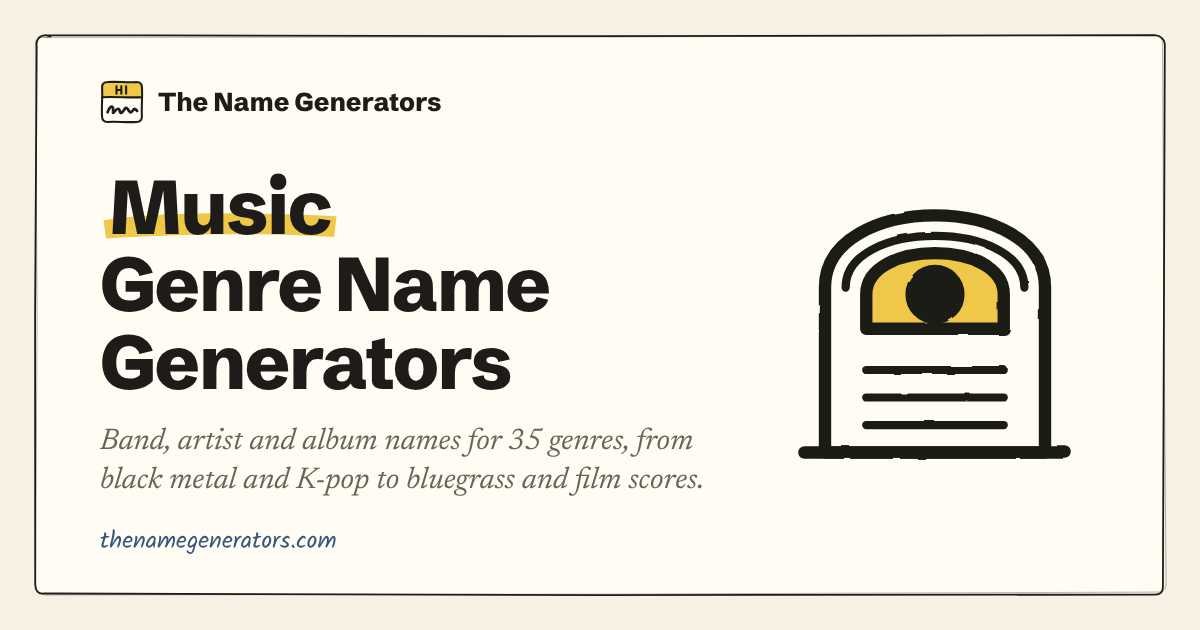 HI
The Name Generators
Music
Genre Name
Generators
Band, artist and album names for 35 genres, from
black metal and K-pop to bluegrass and film scores.
thenamegenerators.com